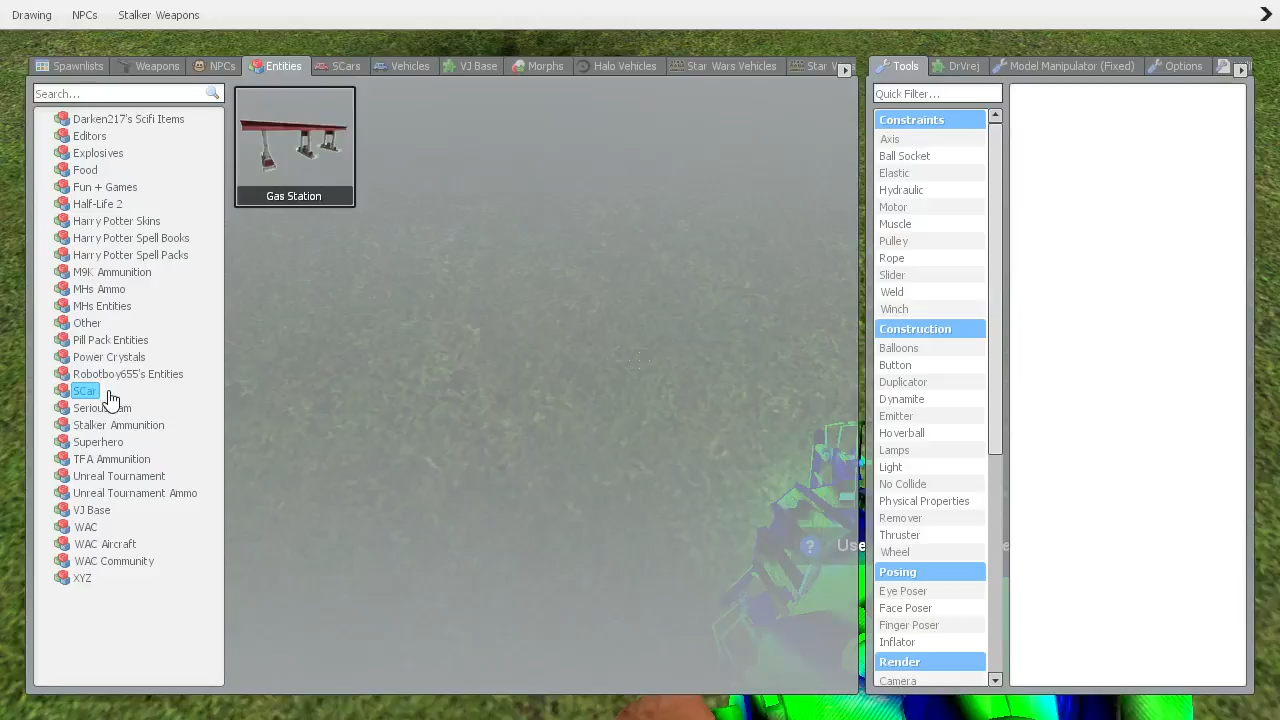 Drawing NPCs Stalker Weapons
Spawnlists Weapons NPCs Entities SCars Vehicles VJ Base Morphs Halo Vehicles Star Wars Vehicles Star
Search...
Darken217's Scifi Items
Editors
Explosives
Food
Fun + Games
Half-Life 2
Harry Potter Skins
Harry Potter Spell Books
Harry Potter Spell Packs
M9K Ammunition
MHs Ammo
MHs Entities
Other
Pill Pack Entities
Power Crystals
Robotboy655's Entities
SCar
Stalker Ammunition
Superhero
TFA Ammunition
Unreal Tournament
Unreal Tournament Ammo
VJ Base
WAC
WAC Aircraft
WAC Community
XYZ
Gas Station
Use
Tools DrVrej Model Manipulator (Fixed) Options
Quick Filter...
Constraints
Axis
Ball Socket
Elastic
Hydraulic
Motor
Muscle
Pulley
Rope
Slider
Weld
Winch
Construction
Balloons
Button
Duplicator
Dynamite
Emitter
Hoverball
Lamps
Light
No Collide
Physical Properties
Remover
Thruster
Wheel
Posing
Eye Poser
Face Poser
Finger Poser
Inflator
Render
Camera